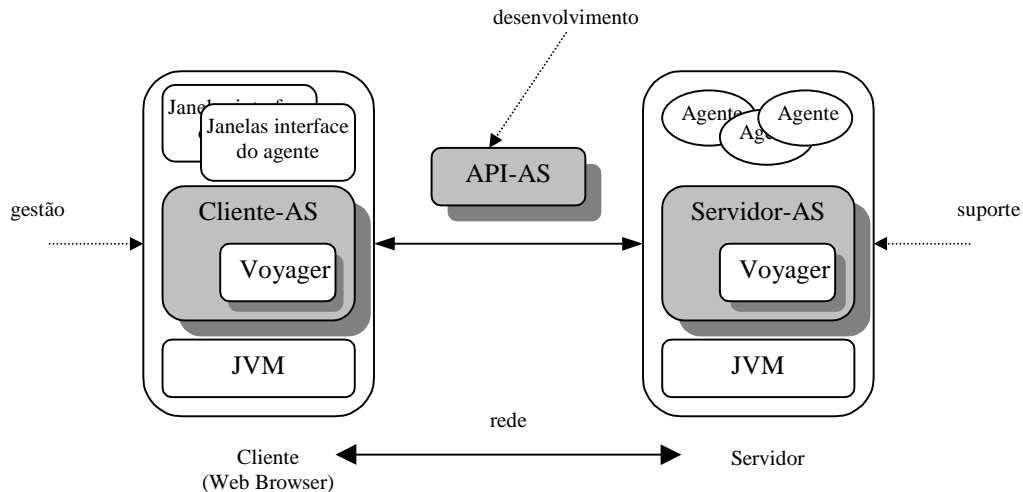 desenvolvimento
Janelas interface
do agente
Agente
Agente
API-AS
gestão
Cliente-AS
Servidor-AS
suporte
Voyager
Voyager
JVM
JVM
rede
Cliente
(Web Browser)
Servidor